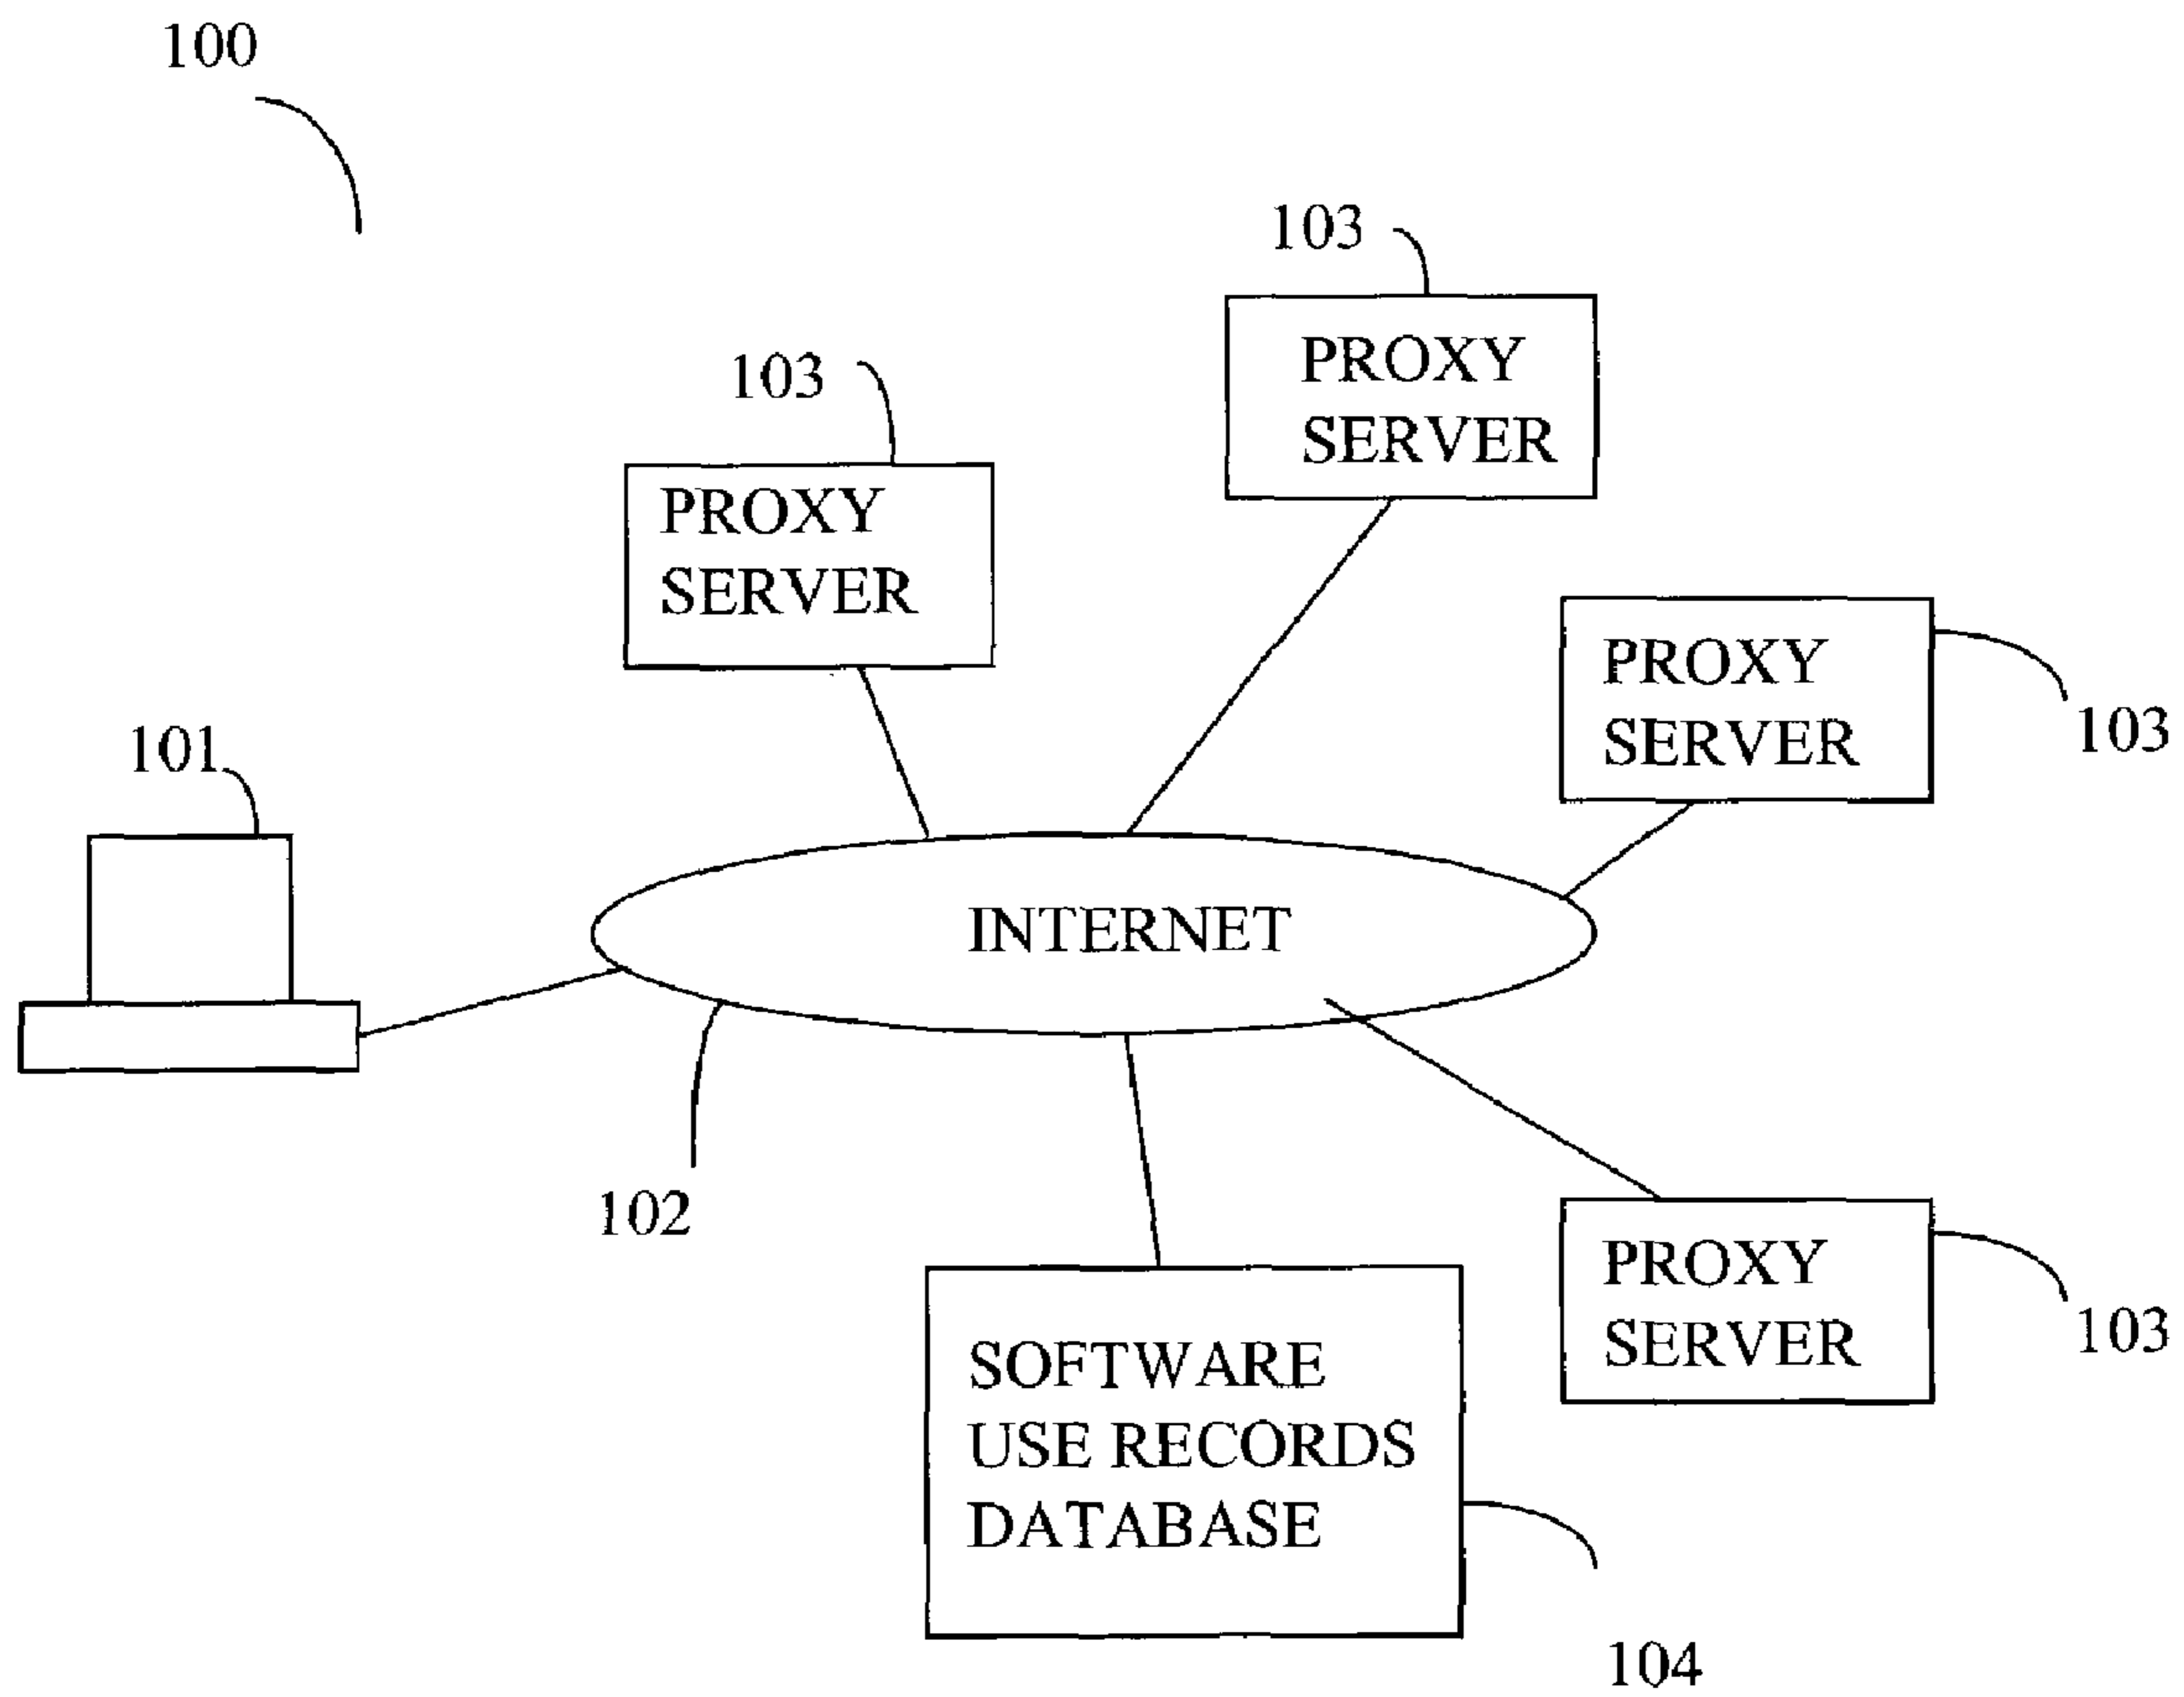 100
103
PROXY
SERVER
103
PROXY
SERVER
PROXY
SERVER
103
101
INTERNET
102
PROXY
SERVER
103
SOFTWARE
USE RECORDS
DATABASE
104